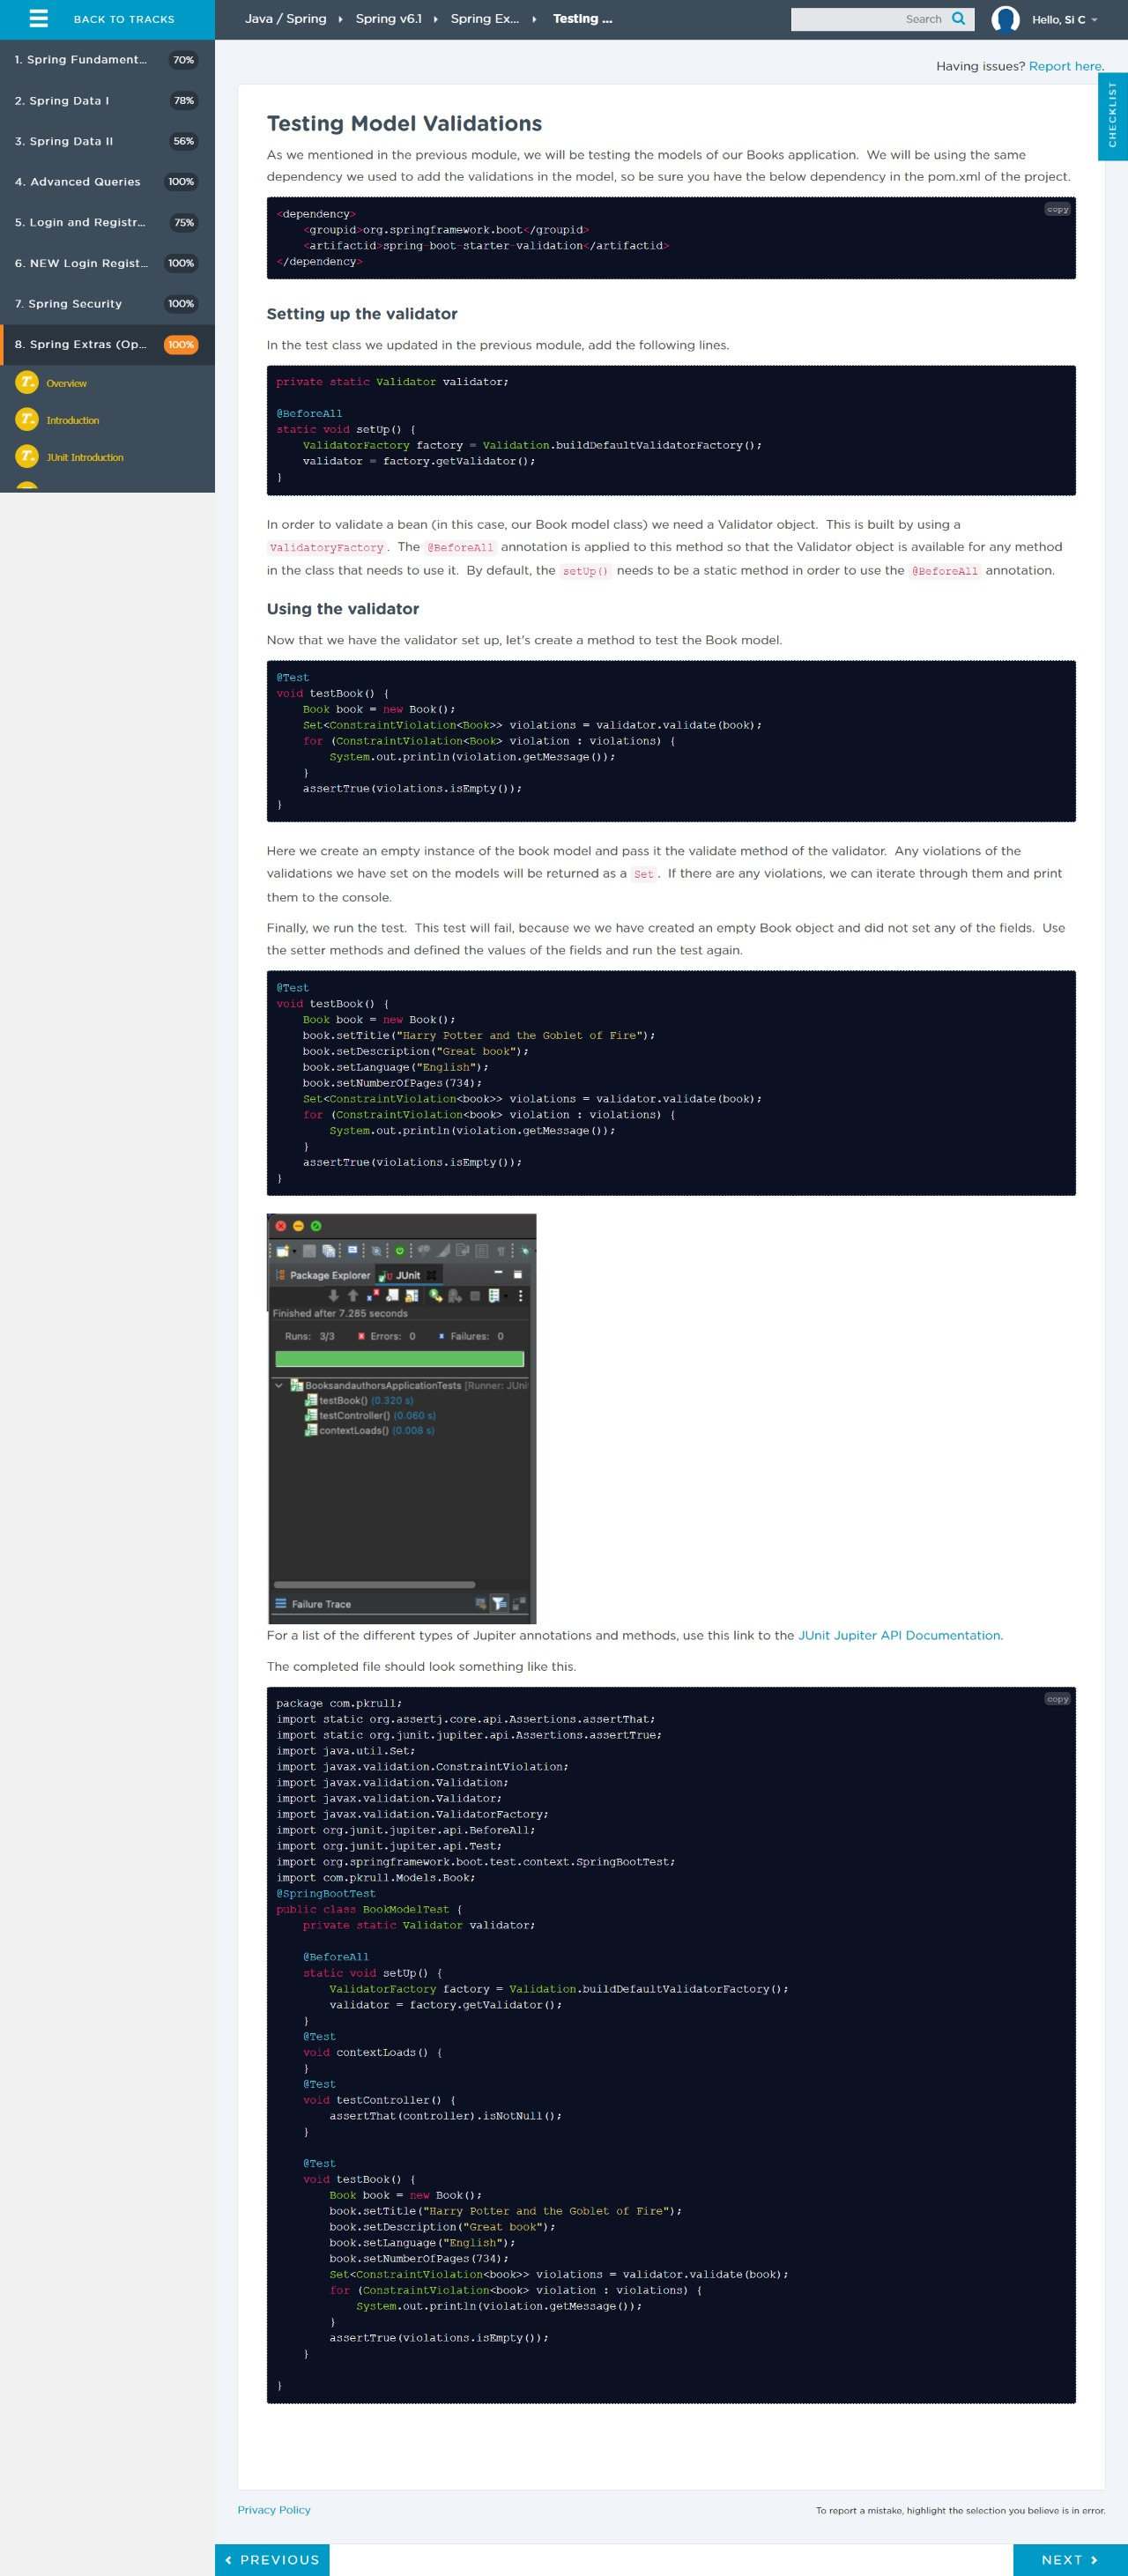 BACK TO TRACKS
Java / Spring
Spring v6.1
Spring Ex...
Testing ...
Search
Hello, Si C
1. Spring Fundament... 70%
2. Spring Data I 78%
3. Spring Data II 56%
4. Advanced Queries 100%
5. Login and Registr... 75%
6. NEW Login Regist... 100%
7. Spring Security 100%
8. Spring Extras (Op... 100%
Overview
Introduction
JUnit Introduction
Having issues? Report here.
CHECKLIST
Testing Model Validations
As we mentioned in the previous module, we will be testing the models of our Books application.  We will be using the same
dependency we used to add the validations in the model, so be sure you have the below dependency in the pom.xml of the project.
copy
<dependency>
    <groupid>org.springframework.boot</groupid>
    <artifactid>spring-boot-starter-validation</artifactid>
</dependency>
Setting up the validator
In the test class we updated in the previous module, add the following lines.
private static Validator validator;
@BeforeAll
static void setUp() {
    ValidatorFactory factory = Validation.buildDefaultValidatorFactory();
    validator = factory.getValidator();
}
In order to validate a bean (in this case, our Book model class) we need a Validator object.  This is built by using a
ValidatoryFactory.  The @BeforeAll annotation is applied to this method so that the Validator object is available for any method
in the class that needs to use it.  By default, the setUp() needs to be a static method in order to use the @BeforeAll annotation.
Using the validator
Now that we have the validator set up, let's create a method to test the Book model.
@Test
void testBook() {
    Book book = new Book();
    Set<ConstraintViolation<Book>> violations = validator.validate(book);
    for (ConstraintViolation<Book> violation : violations) {
        System.out.println(violation.getMessage());
    }
    assertTrue(violations.isEmpty());
}
Here we create an empty instance of the book model and pass it the validate method of the validator.  Any violations of the
validations we have set on the models will be returned as a Set.  If there are any violations, we can iterate through them and print
them to the console.
Finally, we run the test.  This test will fail, because we we have created an empty Book object and did not set any of the fields.  Use
the setter methods and defined the values of the fields and run the test again.
@Test
void testBook() {
    Book book = new Book();
    book.setTitle("Harry Potter and the Goblet of Fire");
    book.setDescription("Great book");
    book.setLanguage("English");
    book.setNumberOfPages(734);
    Set<ConstraintViolation<book>> violations = validator.validate(book);
    for (ConstraintViolation<book> violation : violations) {
        System.out.println(violation.getMessage());
    }
    assertTrue(violations.isEmpty());
}
Package Explorer JUnit
Finished after 7.285 seconds
Runs: 3/3 Errors: 0 Failures: 0
BooksandauthorsApplicationTests [Runner: JUni
testBook() (0.320 s)
testController() (0.060 s)
contextLoads() (0.008 s)
Failure Trace
For a list of the different types of Jupiter annotations and methods, use this link to the JUnit Jupiter API Documentation.
The completed file should look something like this.
copy
package com.pkrull;
import static org.assertj.core.api.Assertions.assertThat;
import static org.junit.jupiter.api.Assertions.assertTrue;
import java.util.Set;
import javax.validation.ConstraintViolation;
import javax.validation.Validation;
import javax.validation.Validator;
import javax.validation.ValidatorFactory;
import org.junit.jupiter.api.BeforeAll;
import org.junit.jupiter.api.Test;
import org.springframework.boot.test.context.SpringBootTest;
import com.pkrull.Models.Book;
@SpringBootTest
public class BookModelTest {
    private static Validator validator;
    @BeforeAll
    static void setUp() {
        ValidatorFactory factory = Validation.buildDefaultValidatorFactory();
        validator = factory.getValidator();
    }
    @Test
    void contextLoads() {
    }
    @Test
    void testController() {
        assertThat(controller).isNotNull();
    }
    @Test
    void testBook() {
        Book book = new Book();
        book.setTitle("Harry Potter and the Goblet of Fire");
        book.setDescription("Great book");
        book.setLanguage("English");
        book.setNumberOfPages(734);
        Set<ConstraintViolation<book>> violations = validator.validate(book);
        for (ConstraintViolation<book> violation : violations) {
            System.out.println(violation.getMessage());
        }
        assertTrue(violations.isEmpty());
    }
}
Privacy Policy
To report a mistake, highlight the selection you believe is in error.
PREVIOUS
NEXT